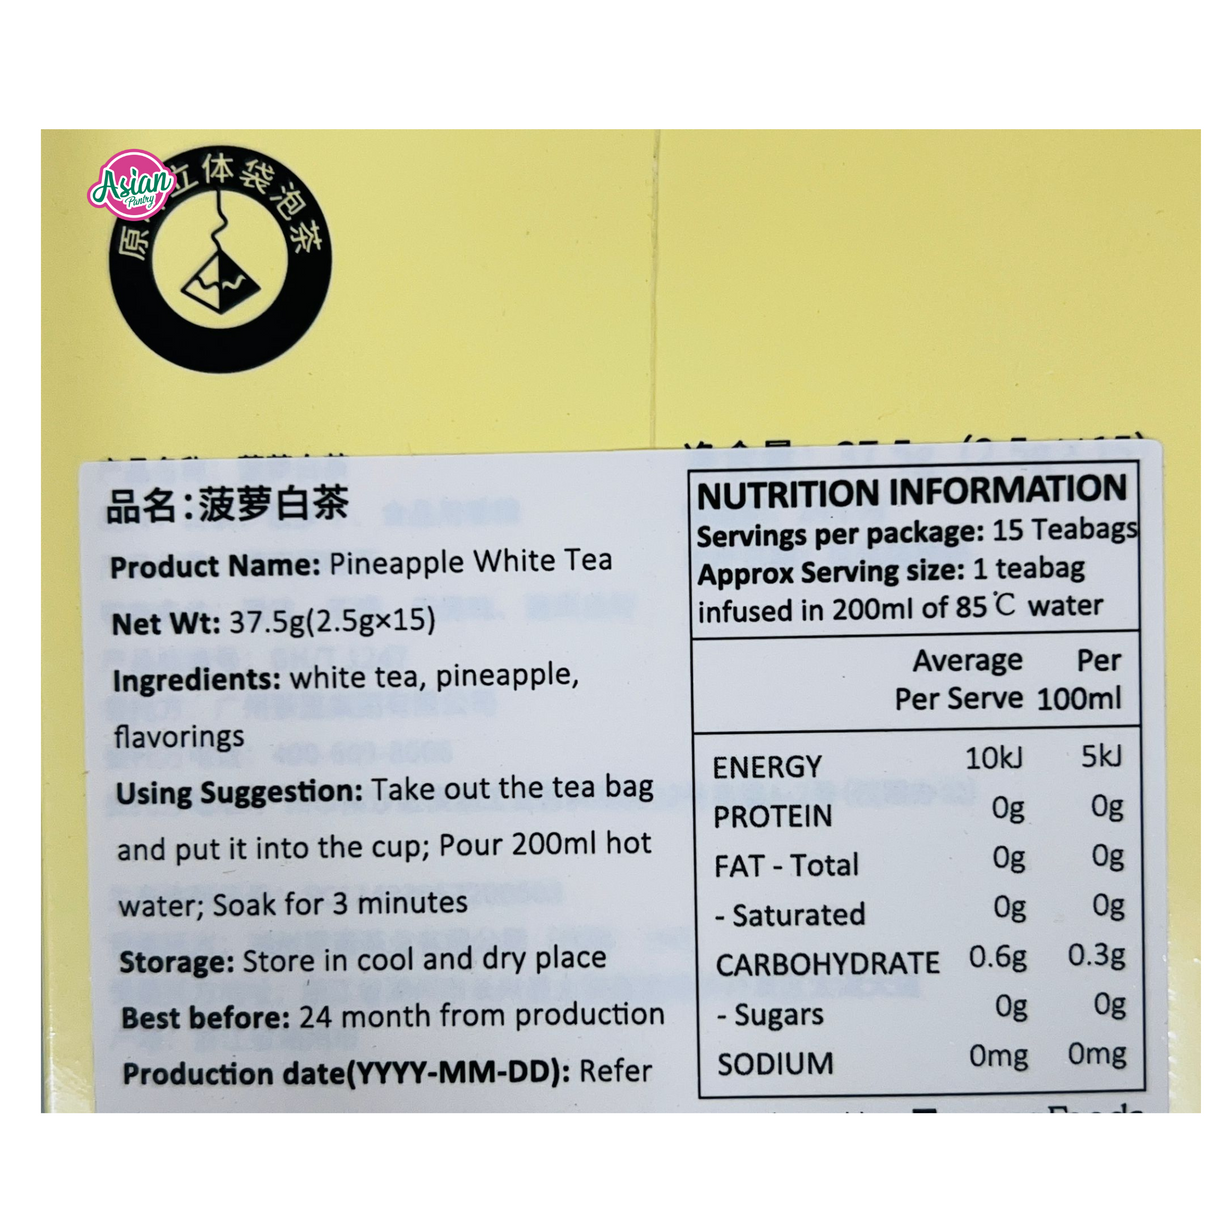 原立体袋泡茶
Asian
Pantry
品名:菠萝白茶
Product Name: Pineapple White Tea
Net Wt: 37.5g(2.5g×15)
Ingredients: white tea, pineapple,
flavorings
Using Suggestion: Take out the tea bag
and put it into the cup; Pour 200ml hot
water; Soak for 3 minutes
Storage: Store in cool and dry place
Best before: 24 month from production
Production date(YYYY-MM-DD): Refer
NUTRITION INFORMATION
Servings per package: 15 Teabags
Approx Serving size: 1 teabag
infused in 200ml of 85℃ water
Average Per
Per Serve 100ml
ENERGY 10kJ 5kJ
PROTEIN 0g 0g
FAT - Total 0g 0g
- Saturated 0g 0g
CARBOHYDRATE 0.6g 0.3g
- Sugars 0g 0g
SODIUM 0mg 0mg